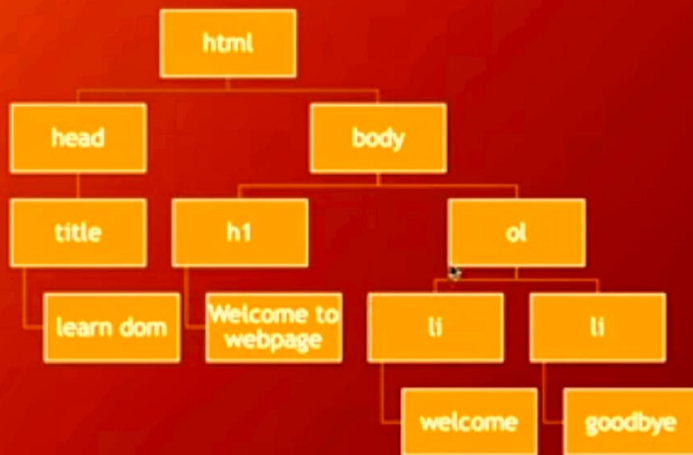 html
head
body
title
h1
ol
learn dom
Welcome to
webpage
li
li
welcome
goodbye